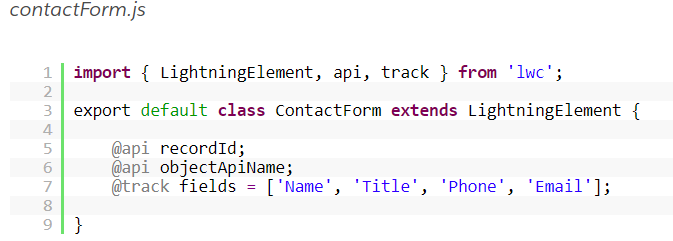 contactForm.js
1 import { LightningElement, api, track } from 'lwc';
2
3 export default class ContactForm extends LightningElement {
4
5     @api recordId;
6     @api objectApiName;
7     @track fields = ['Name', 'Title', 'Phone', 'Email'];
8
9 }